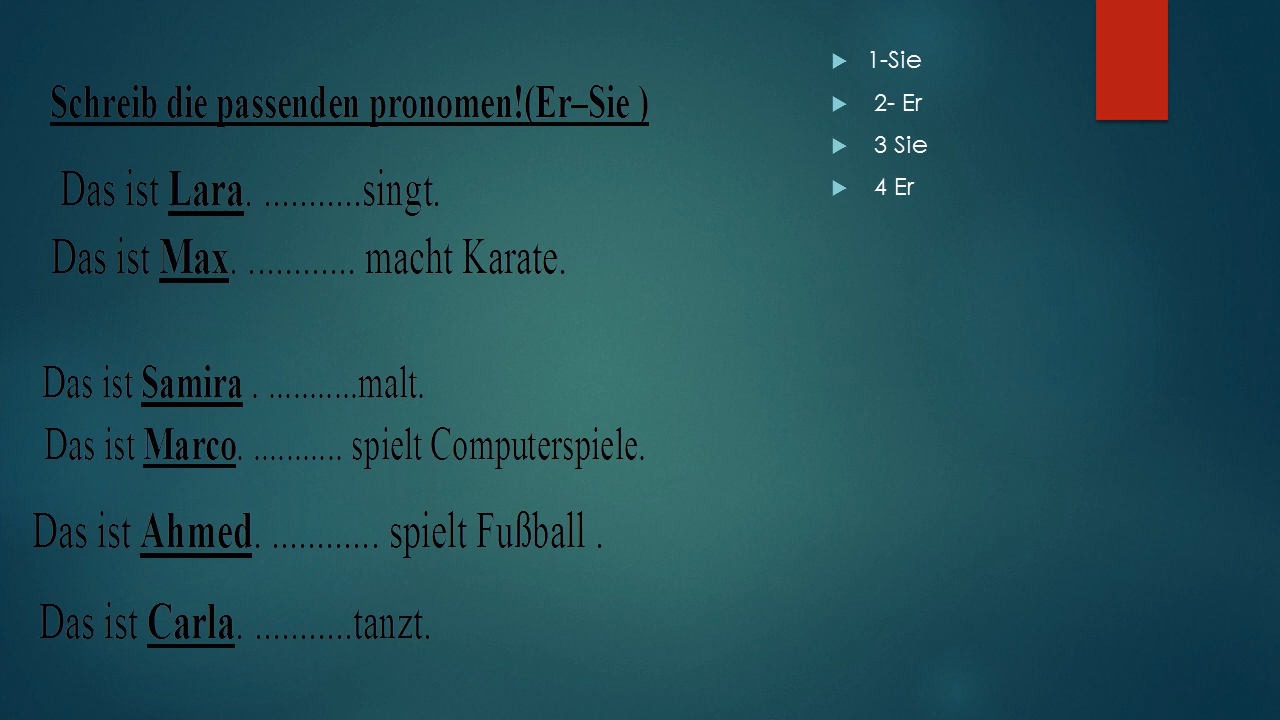 Schreib die passenden pronomen!(Er–Sie )
Das ist Lara. ...........singt.
Das ist Max. ............ macht Karate.
Das ist Samira . ...........malt.
Das ist Marco. ........... spielt Computerspiele.
Das ist Ahmed. ............ spielt Fußball .
Das ist Carla. ...........tanzt.
1-Sie
2- Er
3 Sie
4 Er